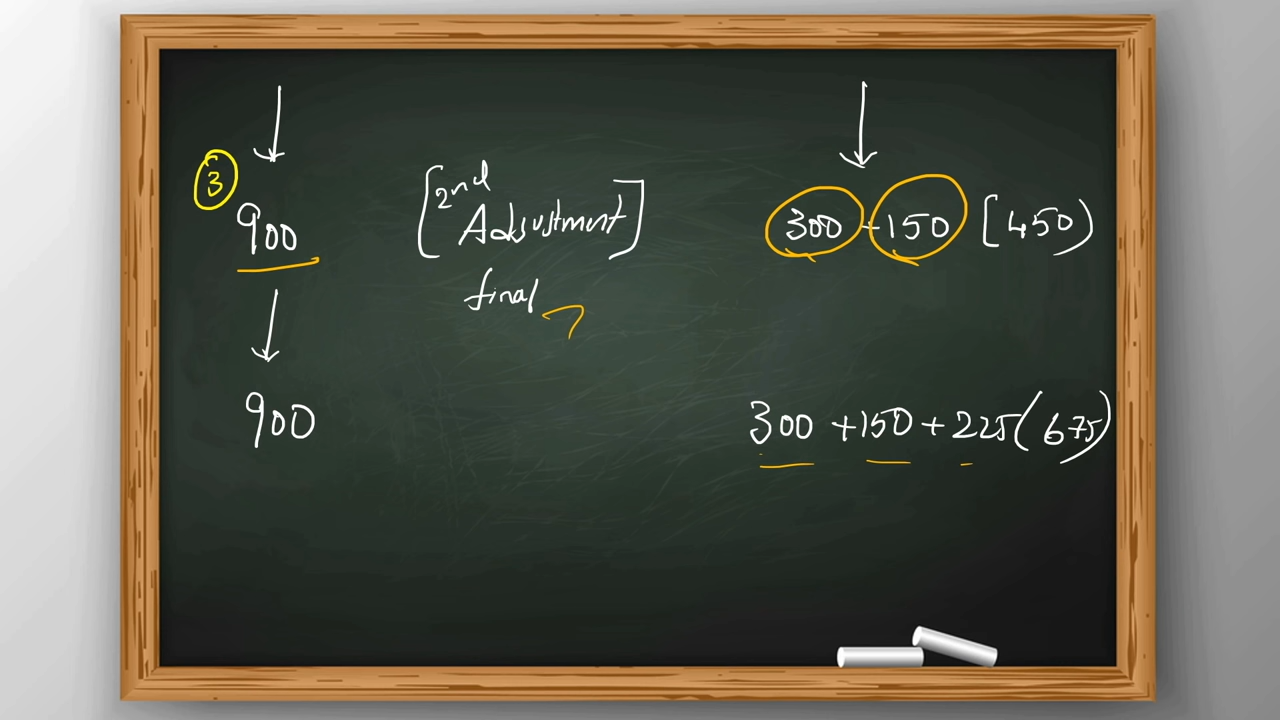 3
900 [2nd Adjustment] 300 + 150 [450)
final
900 300 + 150 + 225 (675)